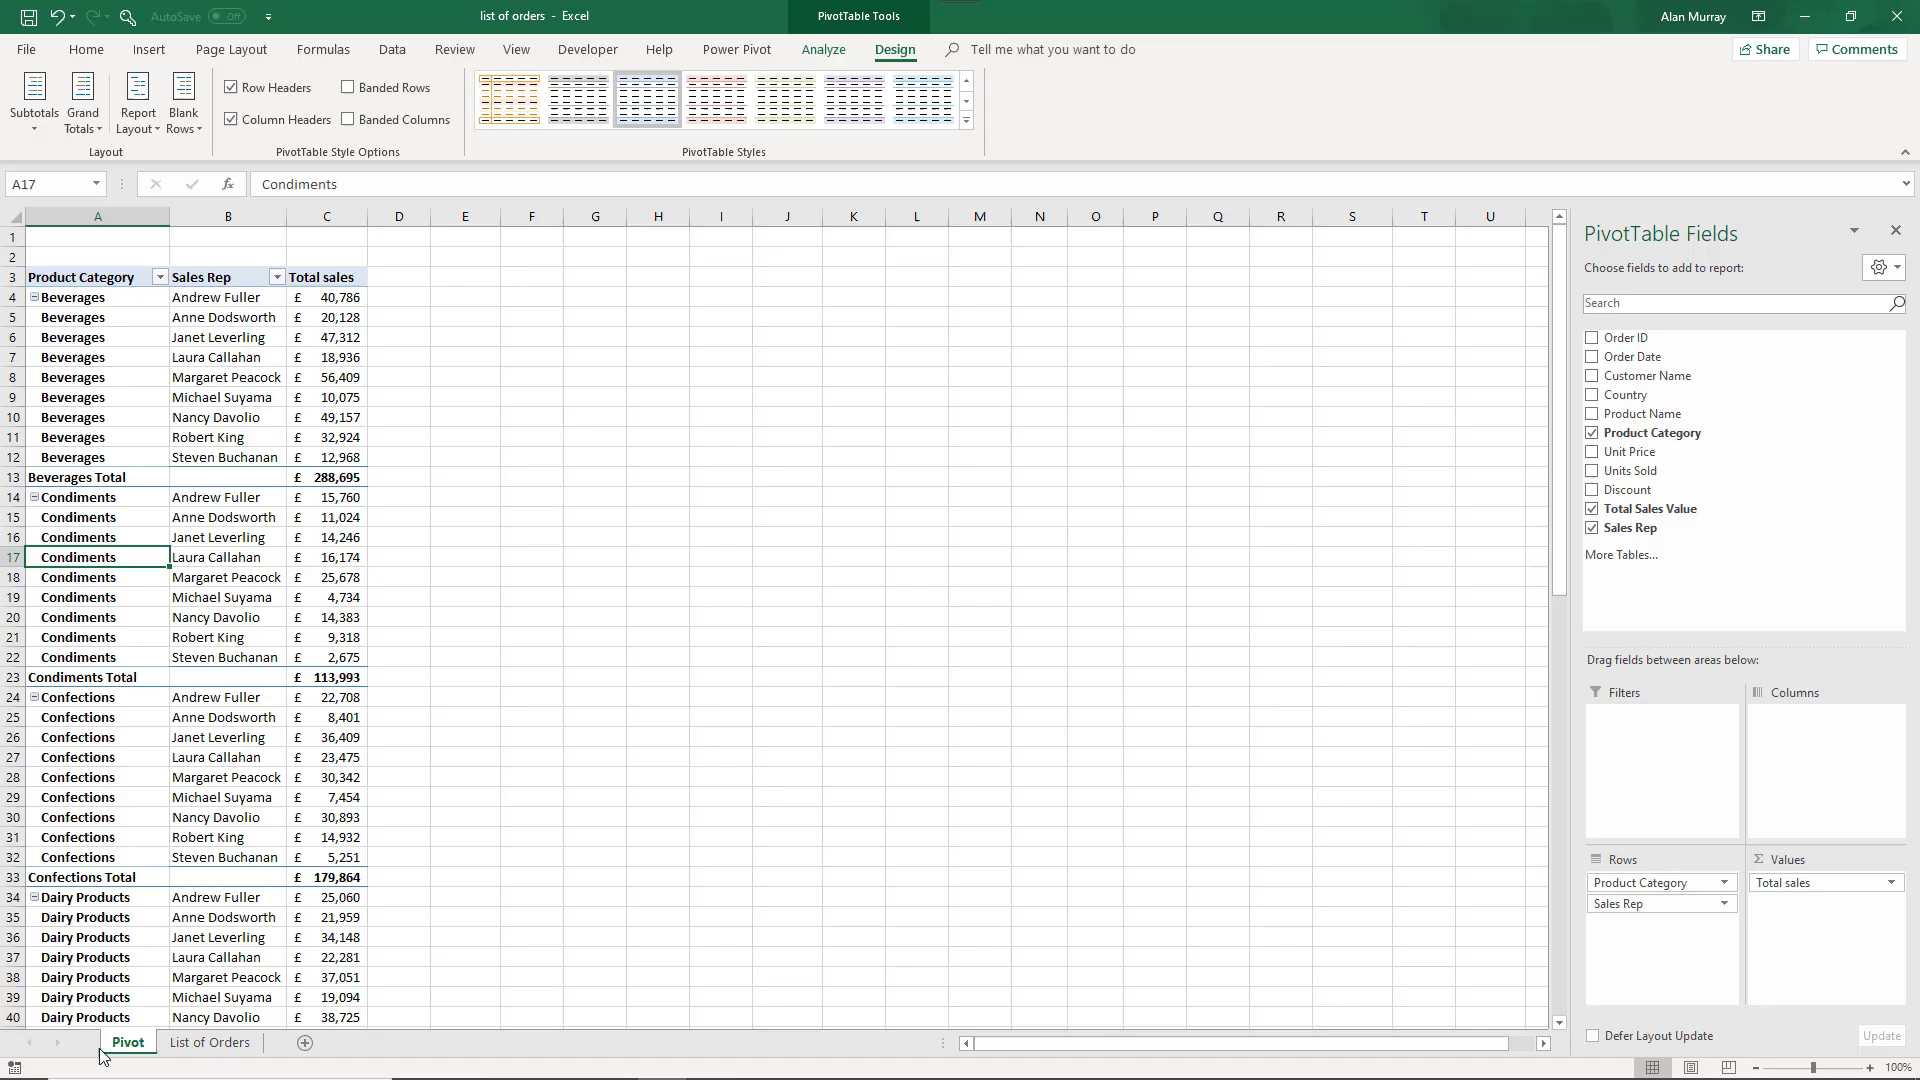 AutoSave Off
list of orders - Excel
PivotTable Tools
Alan Murray
File Home Insert Page Layout Formulas Data Review View Developer Help Power Pivot Analyze Design Tell me what you want to do Share Comments
Subtotals
Grand Totals
Report Layout
Blank Rows
Layout
Row Headers
Banded Rows
Column Headers
Banded Columns
PivotTable Style Options
PivotTable Styles
A17
fx
Condiments
A B C D E F G H I J K L M N O P Q R S T U
1
2
3 Product Category Sales Rep Total sales
4 Beverages Andrew Fuller £ 40,786
5 Beverages Anne Dodsworth £ 20,128
6 Beverages Janet Leverling £ 47,312
7 Beverages Laura Callahan £ 18,936
8 Beverages Margaret Peacock £ 56,409
9 Beverages Michael Suyama £ 10,075
10 Beverages Nancy Davolio £ 49,157
11 Beverages Robert King £ 32,924
12 Beverages Steven Buchanan £ 12,968
13 Beverages Total £ 288,695
14 Condiments Andrew Fuller £ 15,760
15 Condiments Anne Dodsworth £ 11,024
16 Condiments Janet Leverling £ 14,246
17 Condiments Laura Callahan £ 16,174
18 Condiments Margaret Peacock £ 25,678
19 Condiments Michael Suyama £ 4,734
20 Condiments Nancy Davolio £ 14,383
21 Condiments Robert King £ 9,318
22 Condiments Steven Buchanan £ 2,675
23 Condiments Total £ 113,993
24 Confections Andrew Fuller £ 22,708
25 Confections Anne Dodsworth £ 8,401
26 Confections Janet Leverling £ 36,409
27 Confections Laura Callahan £ 23,475
28 Confections Margaret Peacock £ 30,342
29 Confections Michael Suyama £ 7,454
30 Confections Nancy Davolio £ 30,893
31 Confections Robert King £ 14,932
32 Confections Steven Buchanan £ 5,251
33 Confections Total £ 179,864
34 Dairy Products Andrew Fuller £ 25,060
35 Dairy Products Anne Dodsworth £ 21,959
36 Dairy Products Janet Leverling £ 34,148
37 Dairy Products Laura Callahan £ 22,281
38 Dairy Products Margaret Peacock £ 37,051
39 Dairy Products Michael Suyama £ 19,094
40 Dairy Products Nancy Davolio £ 38,725
PivotTable Fields
Choose fields to add to report:
Search
Order ID
Order Date
Customer Name
Country
Product Name
Product Category
Unit Price
Units Sold
Discount
Total Sales Value
Sales Rep
More Tables...
Drag fields between areas below:
Filters
Columns
Rows
Product Category
Sales Rep
Σ Values
Total sales
Defer Layout Update
Update
Pivot
List of Orders
100%